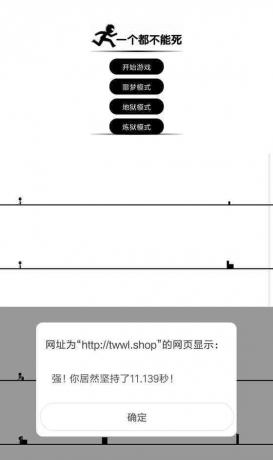 一个都不能死
开始游戏
噩梦模式
地狱模式
炼狱模式
网址为“http://twwl.shop”的网页显示：
强！你居然坚持了11.139秒！
确定